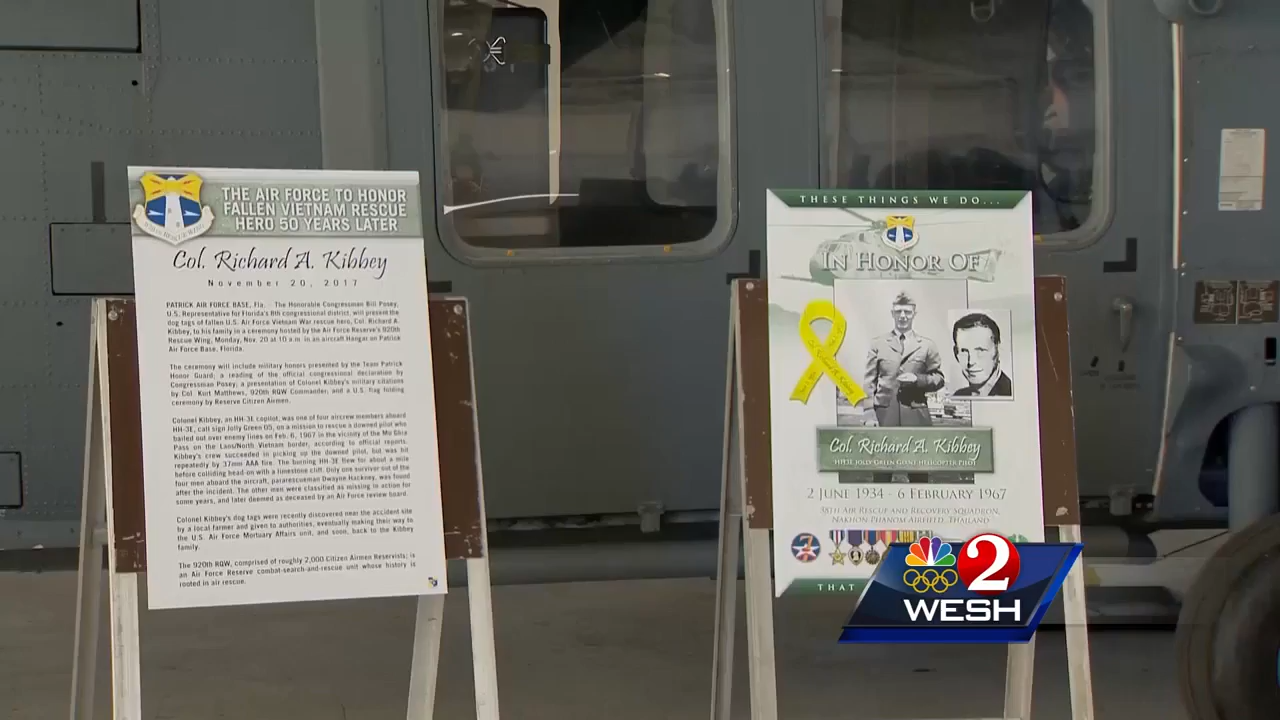 THE AIR FORCE TO HONOR
FALLEN VIETNAM RESCUE
HERO 50 YEARS LATER
Col. Richard A. Kibbey
November 20, 2017
PATRICK AIR FORCE BASE, Fla. - The Honorable Congressman Bill Posey,
U.S. Representative for Florida's 8th congressional district, will present the
dog tags of fallen U.S. Air Force Vietnam War rescue hero, Col. Richard A.
Kibbey, to his family in a ceremony hosted by the Air Force Reserve's 920th
Rescue Wing, Monday, Nov. 20 at 10 a.m. in an aircraft Hangar on Patrick
Air Force Base, Florida.
The ceremony will include military honors presented by the Team Patrick
Honor Guard, a reading of the official congressional declaration by
Congressman Posey, a presentation of Colonel Kibbey's military citations
by Col. Kurt Matthews, 920th RQW Commander, and a U.S. flag folding
ceremony by Reserve Citizen Airmen.
Colonel Kibbey, an HH-3E copilot, was one of four aircrew members aboard
HH-3E, call sign Jolly Green 05, on a mission to rescue a downed pilot who
bailed out over enemy lines on Feb. 6, 1967 in the vicinity of the Mu Ghia
Pass on the Laos/North Vietnam border, according to official reports.
Kibbey's crew succeeded in picking up the downed pilot, but was hit
repeatedly by 37mm AAA fire. The burning HH-3E flew for about a mile
before colliding head-on with a limestone cliff. Only one survivor out of the
four men aboard the aircraft, pararescueman Dwayne Hackney, was found
after the incident. The other men were classified as missing in action for
some years, and later deemed as deceased by an Air Force review board.
Colonel Kibbey's dog tags were recently discovered near the accident site
by a local farmer and given to authorities, eventually making their way to
the U.S. Air Force Mortuary Affairs unit, and soon, back to the Kibbey
family.
The 920th RQW, comprised of roughly 2,000 Citizen Airmen Reservists, is
an Air Force Reserve combat-search-and-rescue unit whose history is
rooted in air rescue.
THESE THINGS WE DO...
IN HONOR OF
Col. Richard A. Kibbey
HH-3E JOLLY GREEN GIANT HELICOPTER PILOT
2 JUNE 1934 - 6 FEBRUARY 1967
38TH AIR RESCUE AND RECOVERY SQUADRON,
NAKHON PHANOM AIRFIELD, THAILAND
THAT
2
WESH